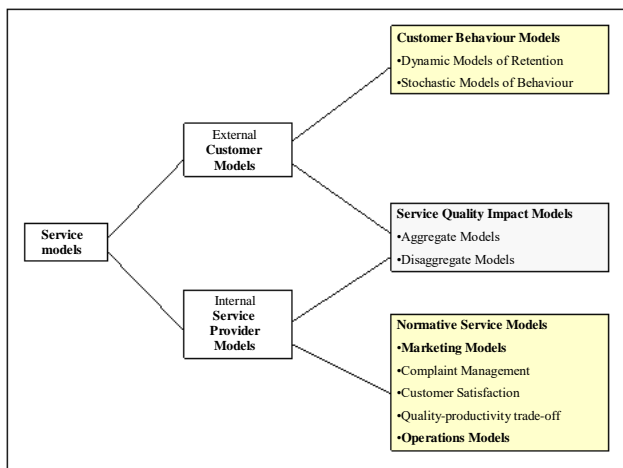 Customer Behaviour Models
•Dynamic Models of Retention
•Stochastic Models of Behaviour
External
Customer
Models
Service
models
Service Quality Impact Models
•Aggregate Models
•Disaggregate Models
Internal
Service
Provider
Models
Normative Service Models
•Marketing Models
•Complaint Management
•Customer Satisfaction
•Quality-productivity trade-off
•Operations Models